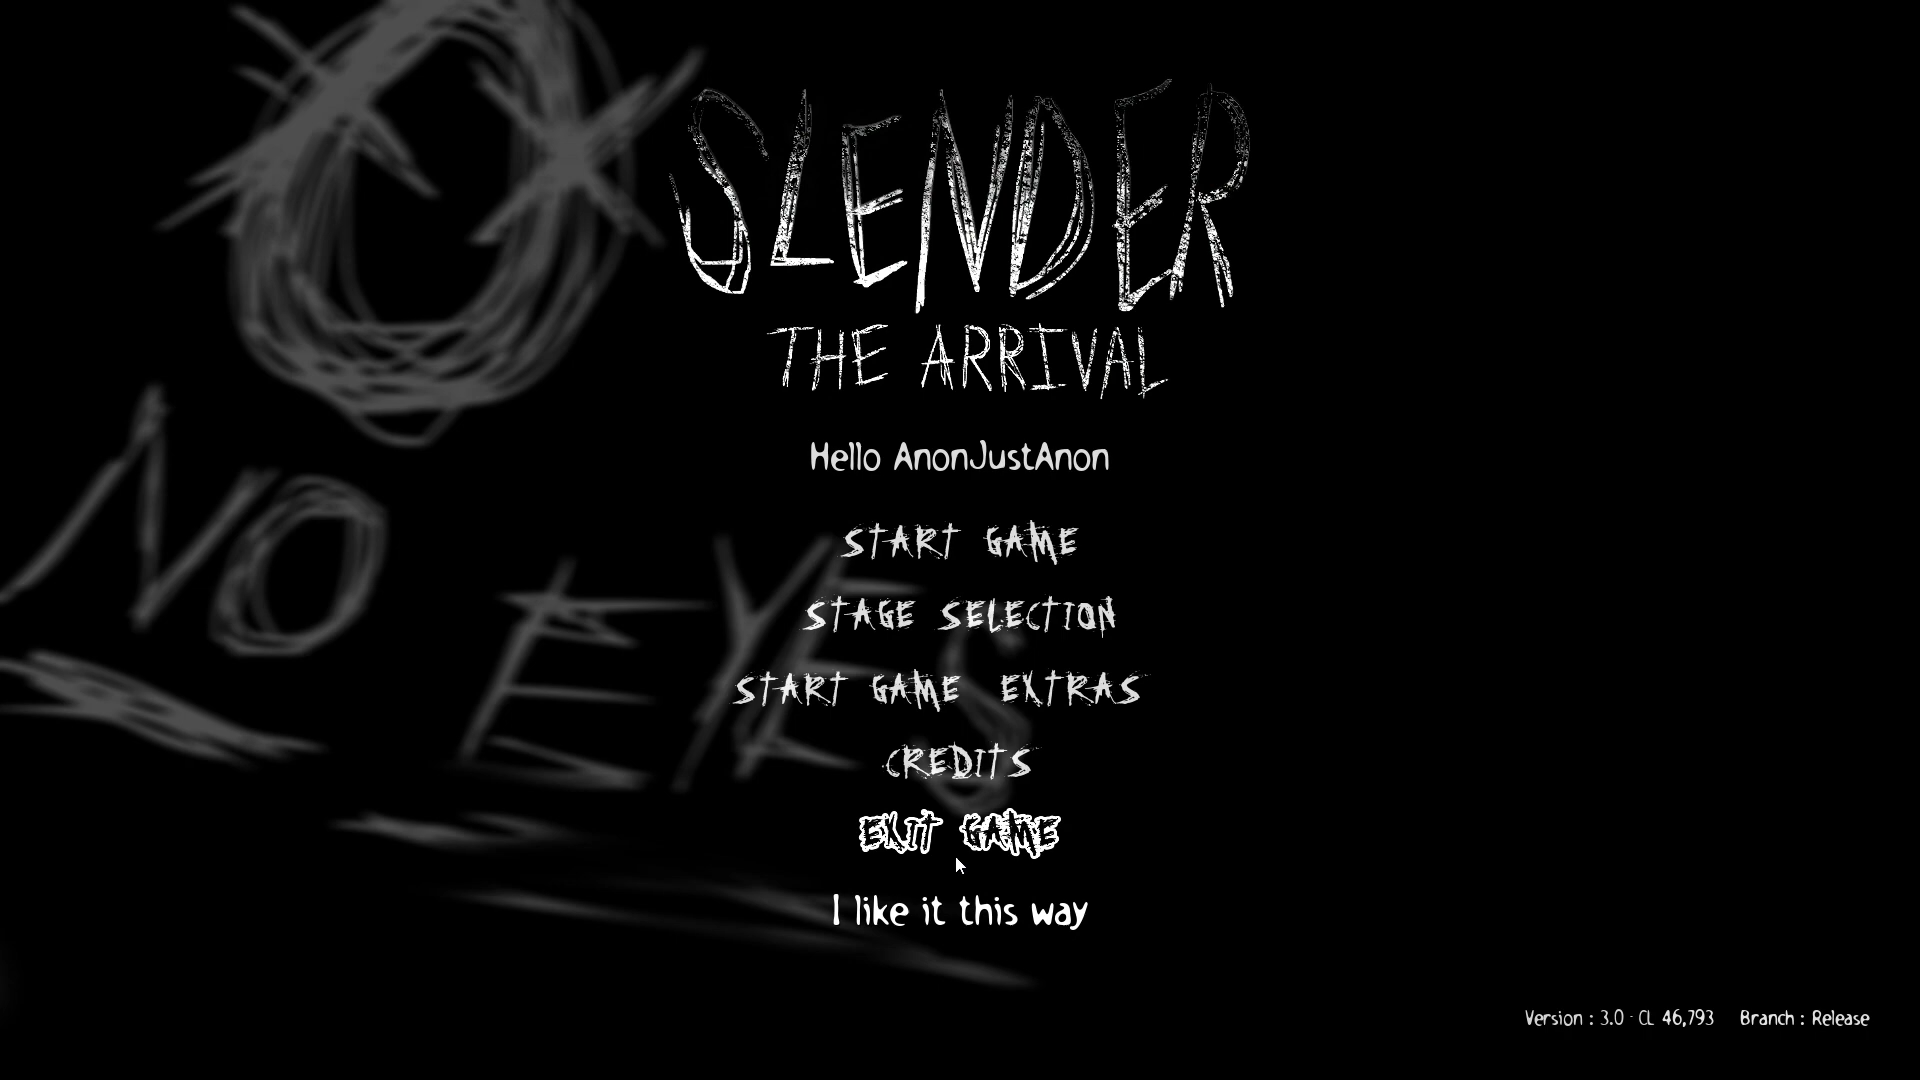 SLENDER
THE ARRIVAL
Hello AnonJustAnon
START GAME
STAGE SELECTION
START GAME EXTRAS
CREDITS
EXIT GAME
I like it this way
NO EYES
Version : 3.0 - CL 46,793 Branch : Release